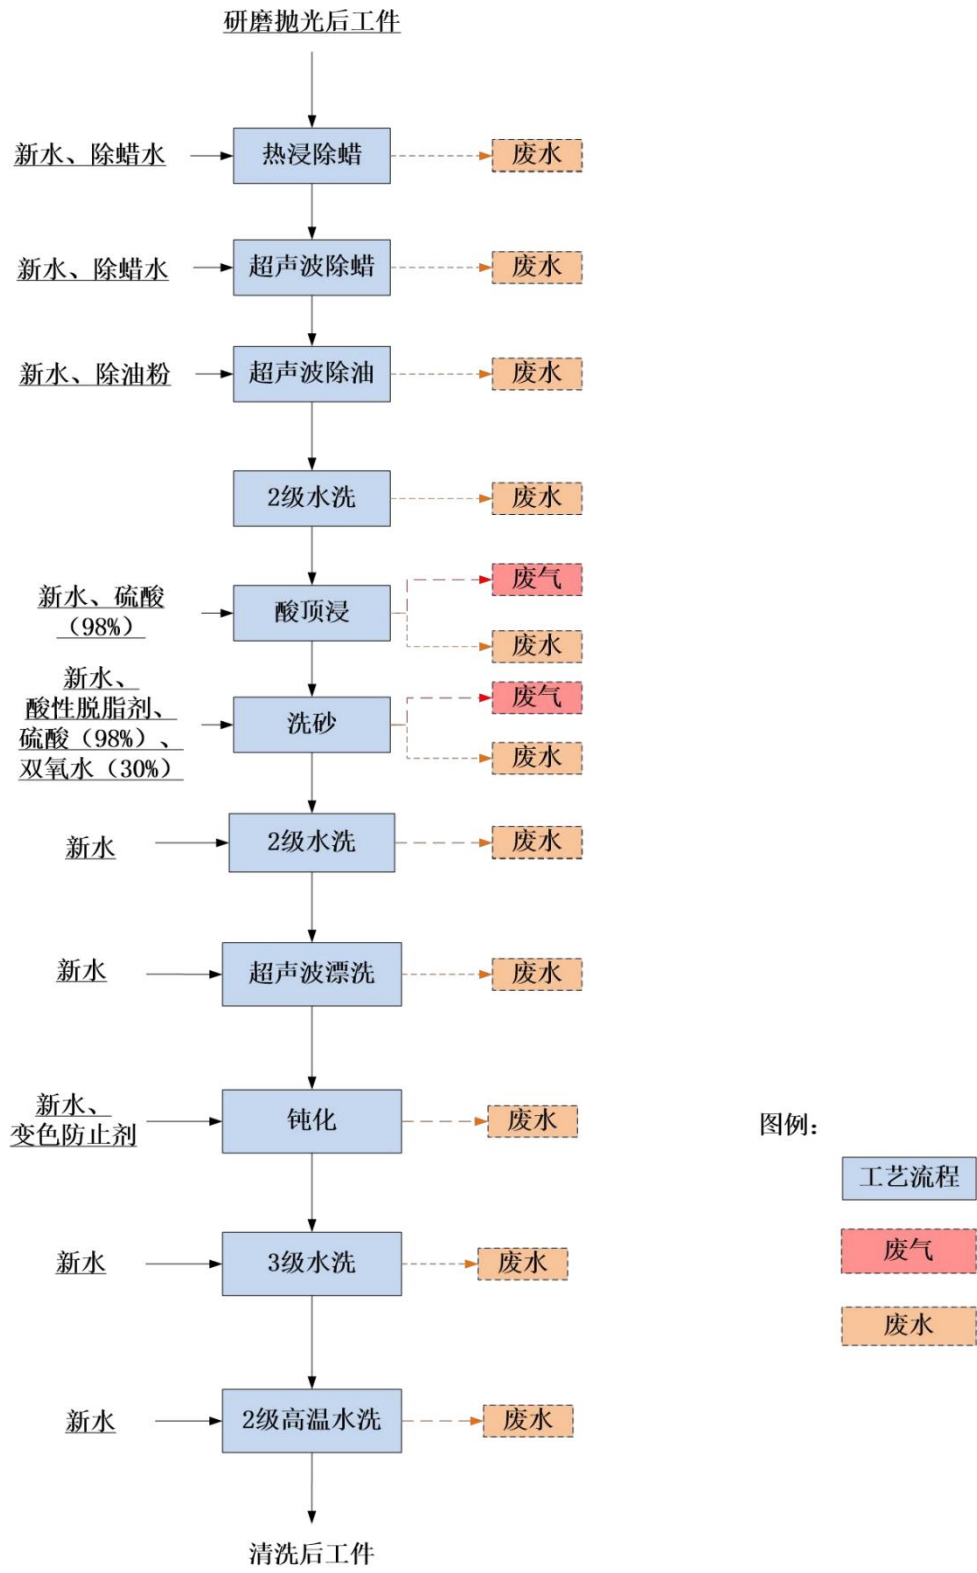 研磨抛光后工件
新水、除蜡水
热浸除蜡
废水
新水、除蜡水
超声波除蜡
废水
新水、除油粉
超声波除油
废水
2级水洗
废水
新水、硫酸
（98%）
酸顶浸
废气
废水
新水、
酸性脱脂剂、
硫酸（98%）、
双氧水（30%）
洗砂
废气
废水
新水
2级水洗
废水
新水
超声波漂洗
废水
新水、
变色防止剂
钝化
废水
新水
3级水洗
废水
新水
2级高温水洗
废水
清洗后工件
图例：
工艺流程
废气
废水